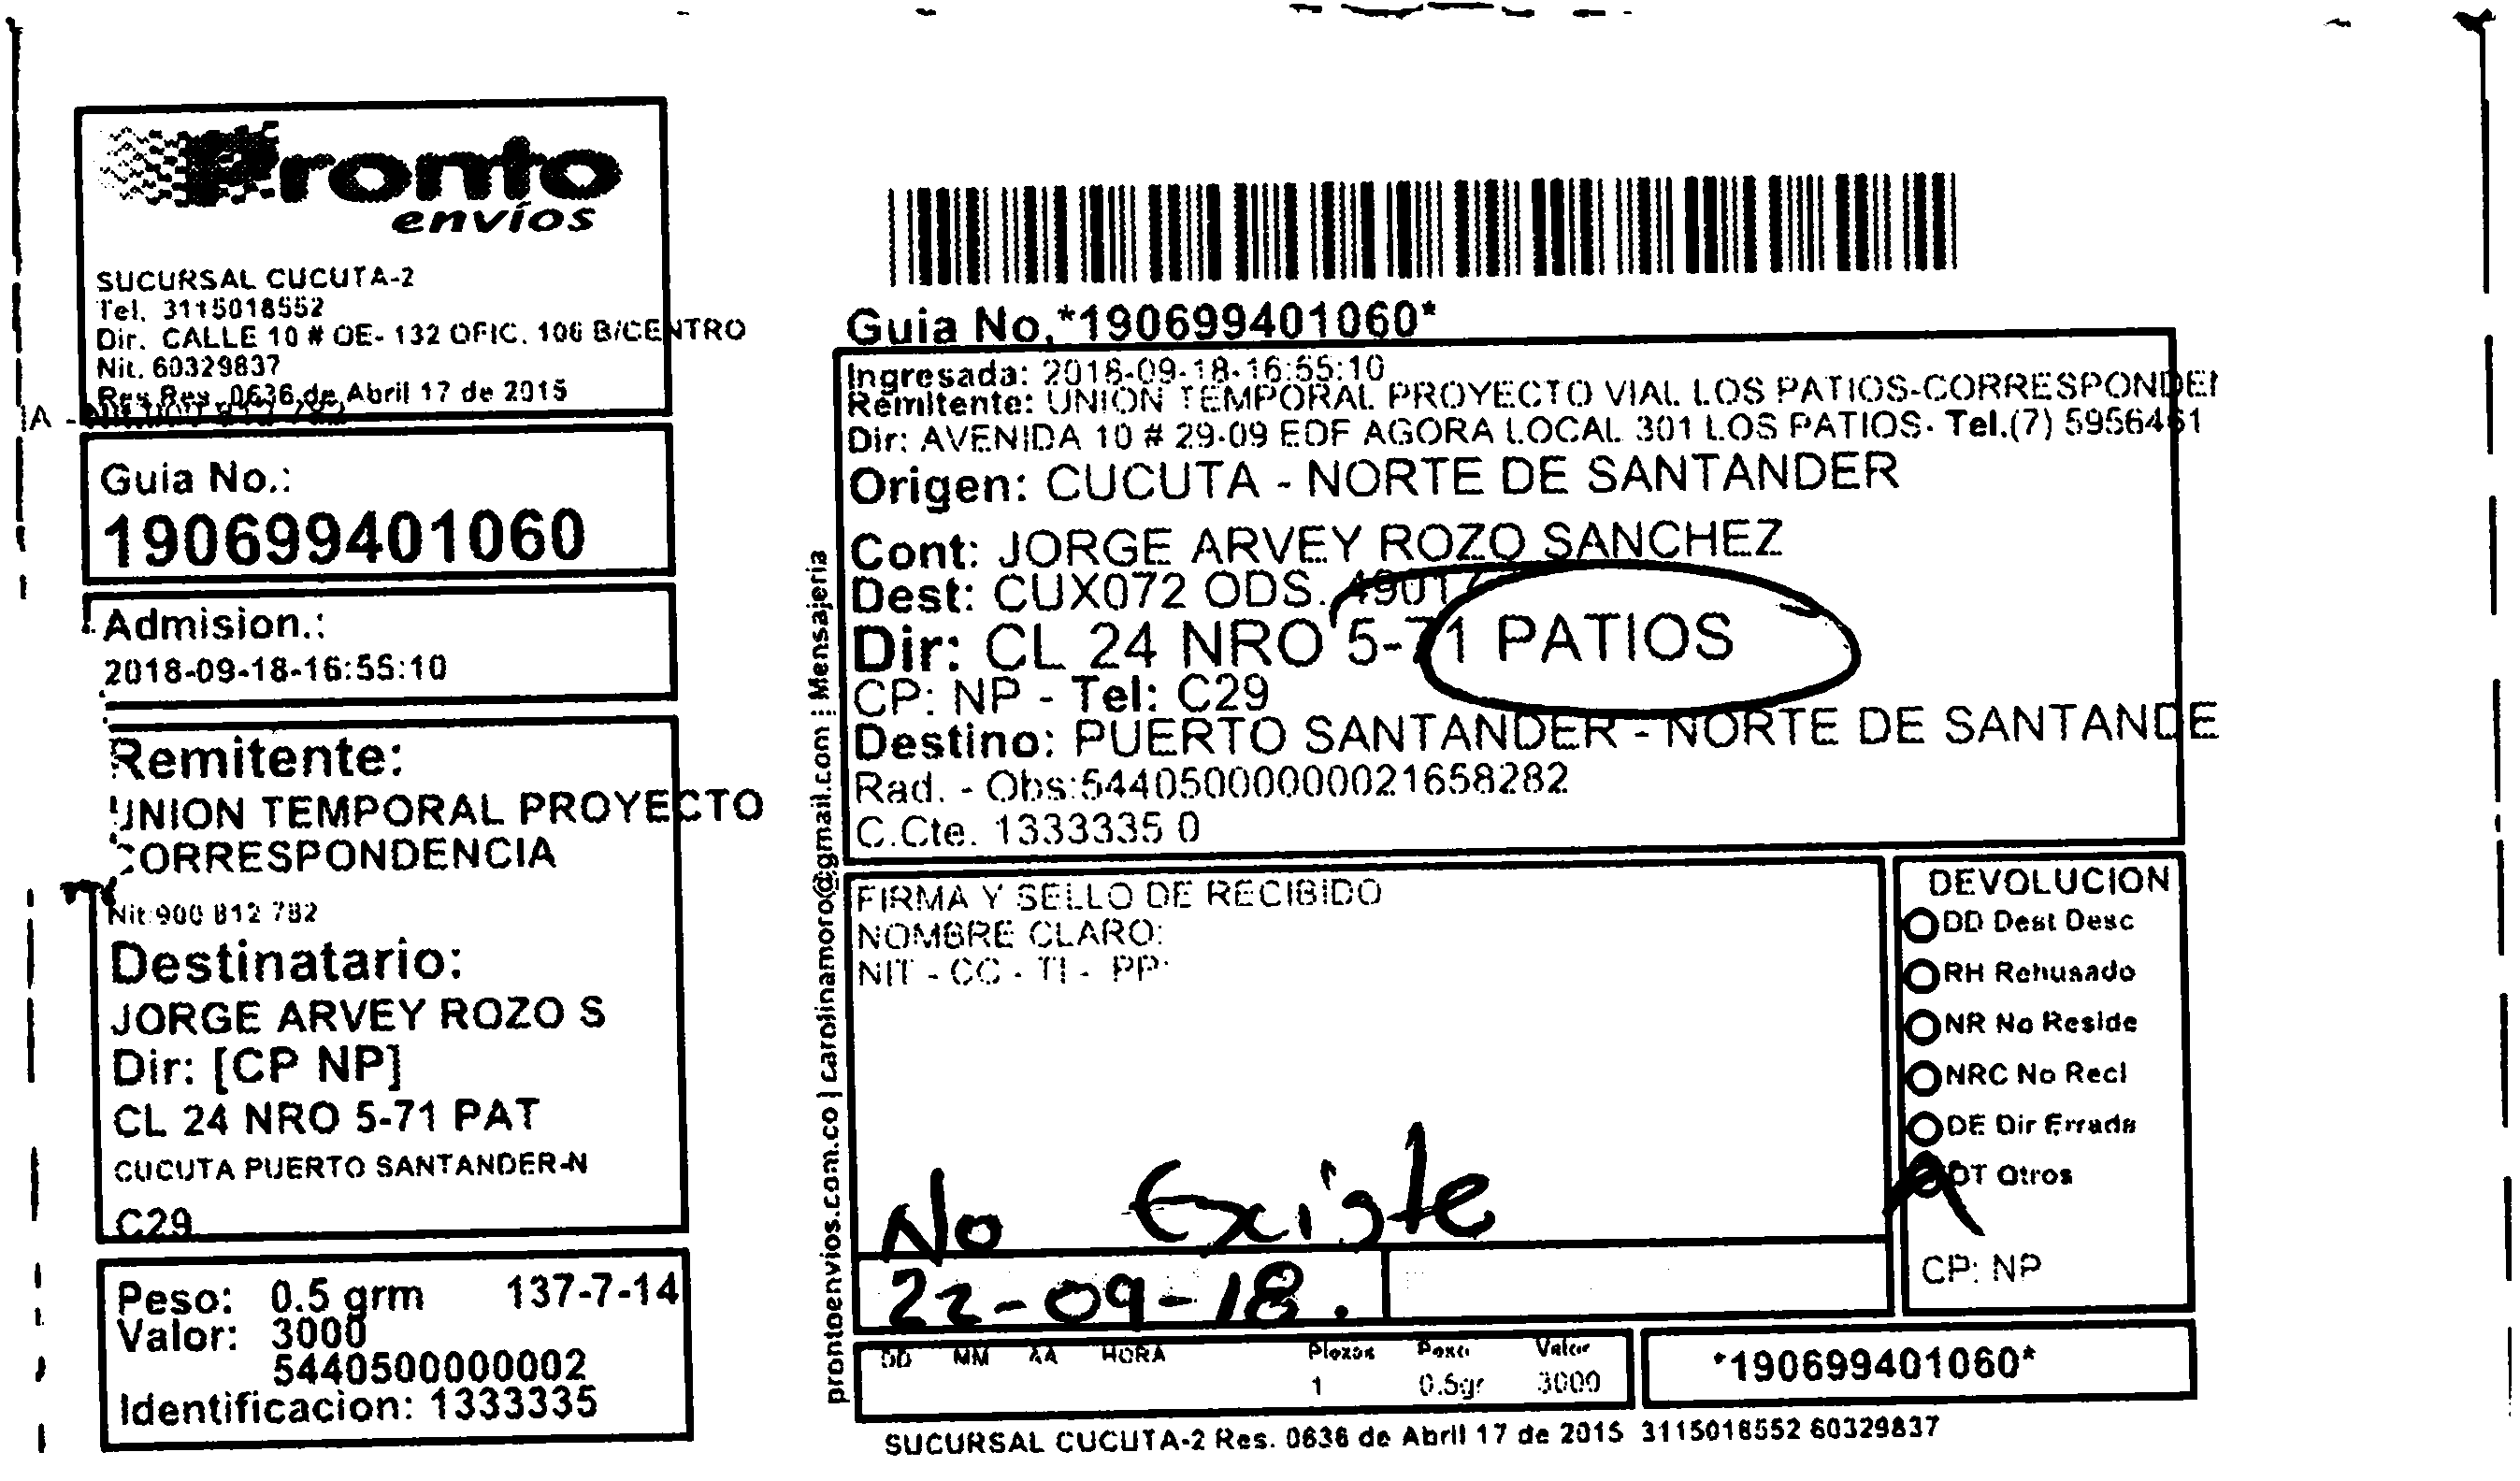 Pronto
envíos
SUCURSAL CUCUTA-2
Tel. 3115018552
Dir. CALLE 10 # OE- 132 OFIC. 106 B/CENTRO
Nit. 60329837
Res Res. 0636 de Abril 17 de 2015
Guia No.:
190699401060
Admision.:
2018-09-18-16:55:10
Remitente:
UNION TEMPORAL PROYECTO
CORRESPONDENCIA
Nit:900 812 782
Destinatario:
JORGE ARVEY ROZO S
Dir: [CP NP]
CL 24 NRO 5-71 PAT
CUCUTA PUERTO SANTANDER-N
C29
Peso: 0.5 grm 137-7-14
Valor: 3000
5440500000002
Identificacion: 1333335
prontoenvios.com.co | carolinamoro@gmail.com : Mensajeria
Guia No.*190699401060*
Ingresada: 2018-09-18-16:55:10
Remitente: UNION TEMPORAL PROYECTO VIAL LOS PATIOS-CORRESPONDEN
Dir: AVENIDA 10 # 29-09 EDF AGORA LOCAL 301 LOS PATIOS- Tel.(7) 5956461
Origen: CUCUTA - NORTE DE SANTANDER
Cont: JORGE ARVEY ROZO SANCHEZ
Dest: CUX072 ODS.
Dir: CL 24 NRO 5-71 PATIOS
CP: NP - Tel: C29
Destino: PUERTO SANTANDER - NORTE DE SANTANDE
Rad. - Obs:544050000000021658282
C.Cte. 1333335 0
FIRMA Y SELLO DE RECIBIDO
NOMBRE CLARO:
NIT - CC - TI - PP:
No Existe
22-09-18.
DD MM AA HORA Piezas Peso Valor
1 0.5gr 3000
DEVOLUCION
DD Dest Desc
RH Rehusado
NR No Reside
NRC No Recl
DE Dir Errada
OT Otros
CP: NP
*190699401060*
SUCURSAL CUCUTA-2 Res. 0636 de Abril 17 de 2015 3115018552 60329837